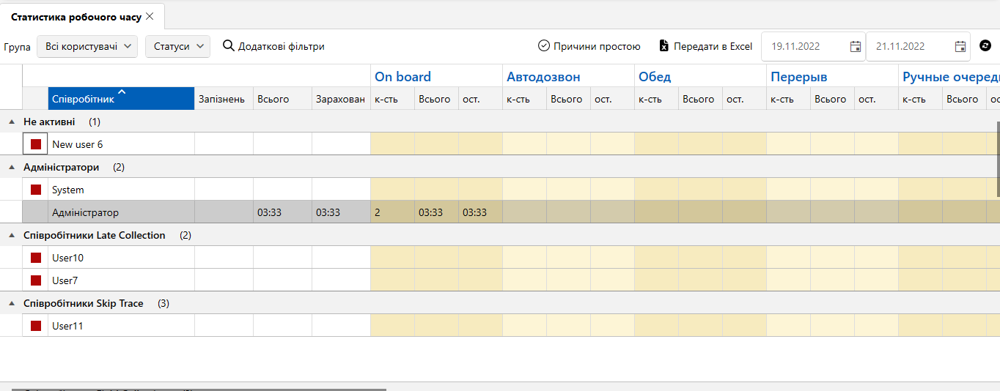 Статистика робочого часу
Група Всі користувачі Статуси Додаткові фільтри Причини простою Передати в Excel 19.11.2022 21.11.2022
On board Автодозвон Обед Перерыв Ручные очеред
Співробітник Запізнень Всього Зарахован к-сть Всього ост. к-сть Всього ост. к-сть Всього ост. к-сть Всього ост. к-сть Всього ос
Не активні (1)
New user 6
Адміністратори (2)
System
Адміністратор 03:33 03:33 2 03:33 03:33
Співробітники Late Collection (2)
User10
User7
Співробітники Skip Trace (3)
User11